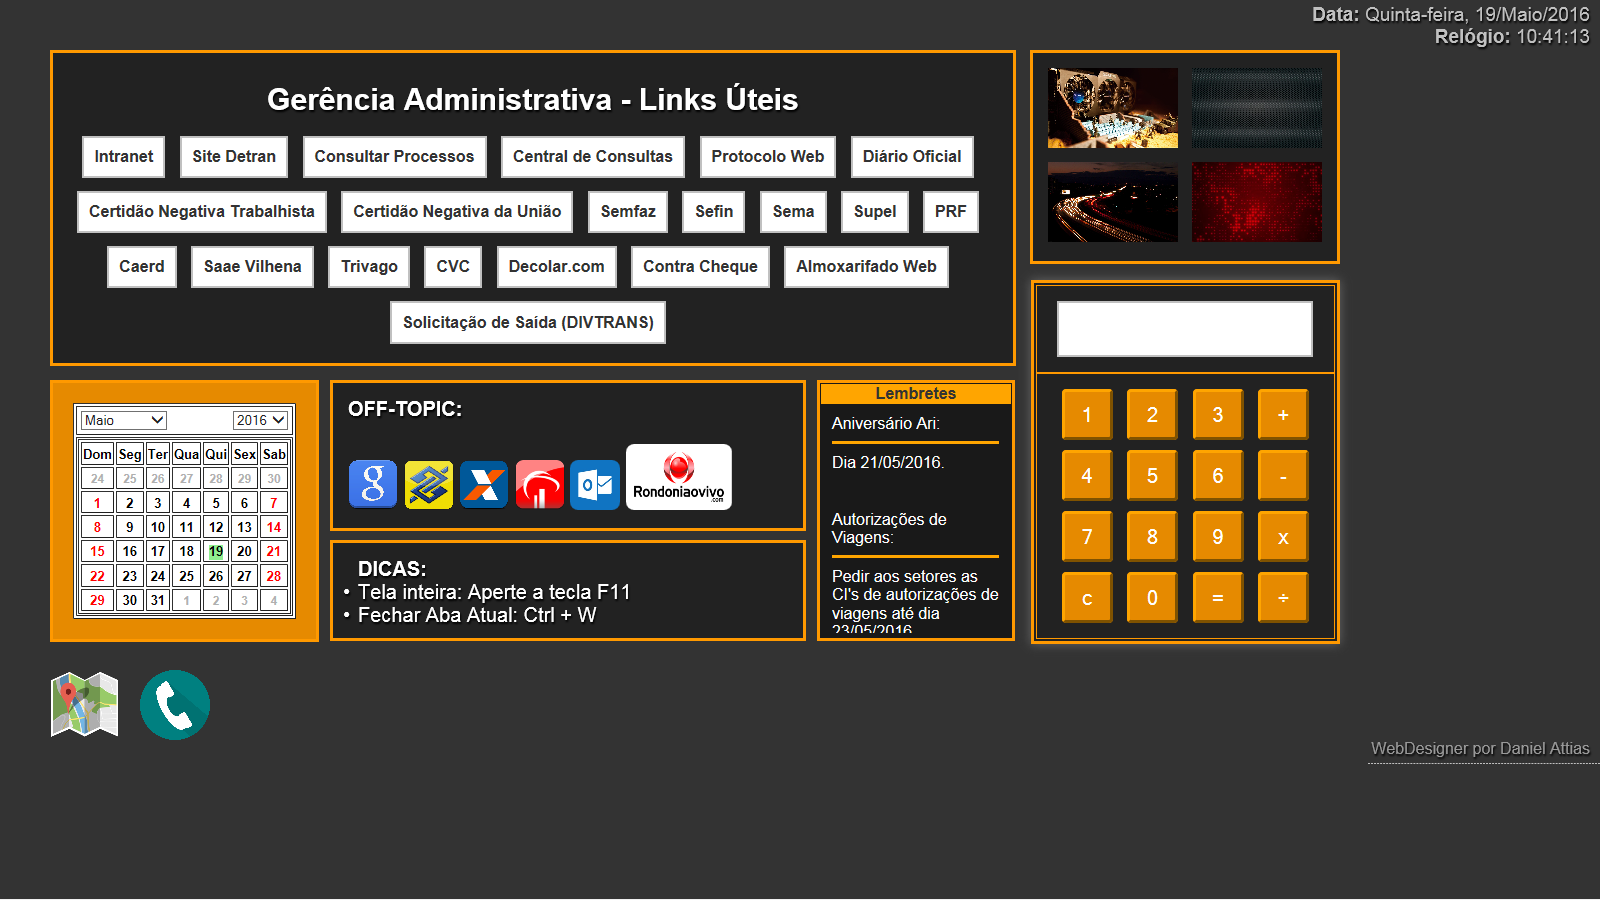 Data: Quinta-feira, 19/Maio/2016
Relógio: 10:41:13
Gerência Administrativa - Links Úteis
Intranet Site Detran Consultar Processos Central de Consultas Protocolo Web Diário Oficial
Certidão Negativa Trabalhista Certidão Negativa da União Semfaz Sefin Sema Supel PRF
Caerd Saae Vilhena Trivago CVC Decolar.com Contra Cheque Almoxarifado Web
Solicitação de Saída (DIVTRANS)
Maio 2016
Dom Seg Ter Qua Qui Sex Sab
24 25 26 27 28 29 30
1 2 3 4 5 6 7
8 9 10 11 12 13 14
15 16 17 18 19 20 21
22 23 24 25 26 27 28
29 30 31 1 2 3 4
OFF-TOPIC:
g
Rondoniaovivo
.com
DICAS:
• Tela inteira: Aperte a tecla F11
• Fechar Aba Atual: Ctrl + W
Lembretes
Aniversário Ari:
Dia 21/05/2016.
Autorizações de
Viagens:
Pedir aos setores as
CI's de autorizações de
viagens até dia
23/05/2016
1 2 3 +
4 5 6 -
7 8 9 x
c 0 = ÷
WebDesigner por Daniel Attias